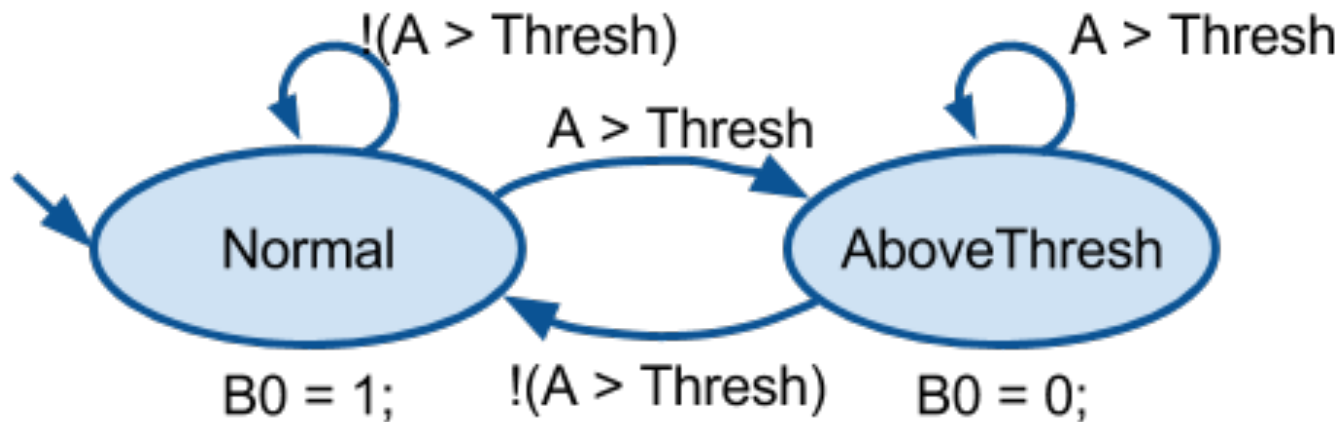 !(A > Thresh)
A > Thresh
A > Thresh
Normal
AboveThresh
B0 = 1;
!(A > Thresh)
B0 = 0;